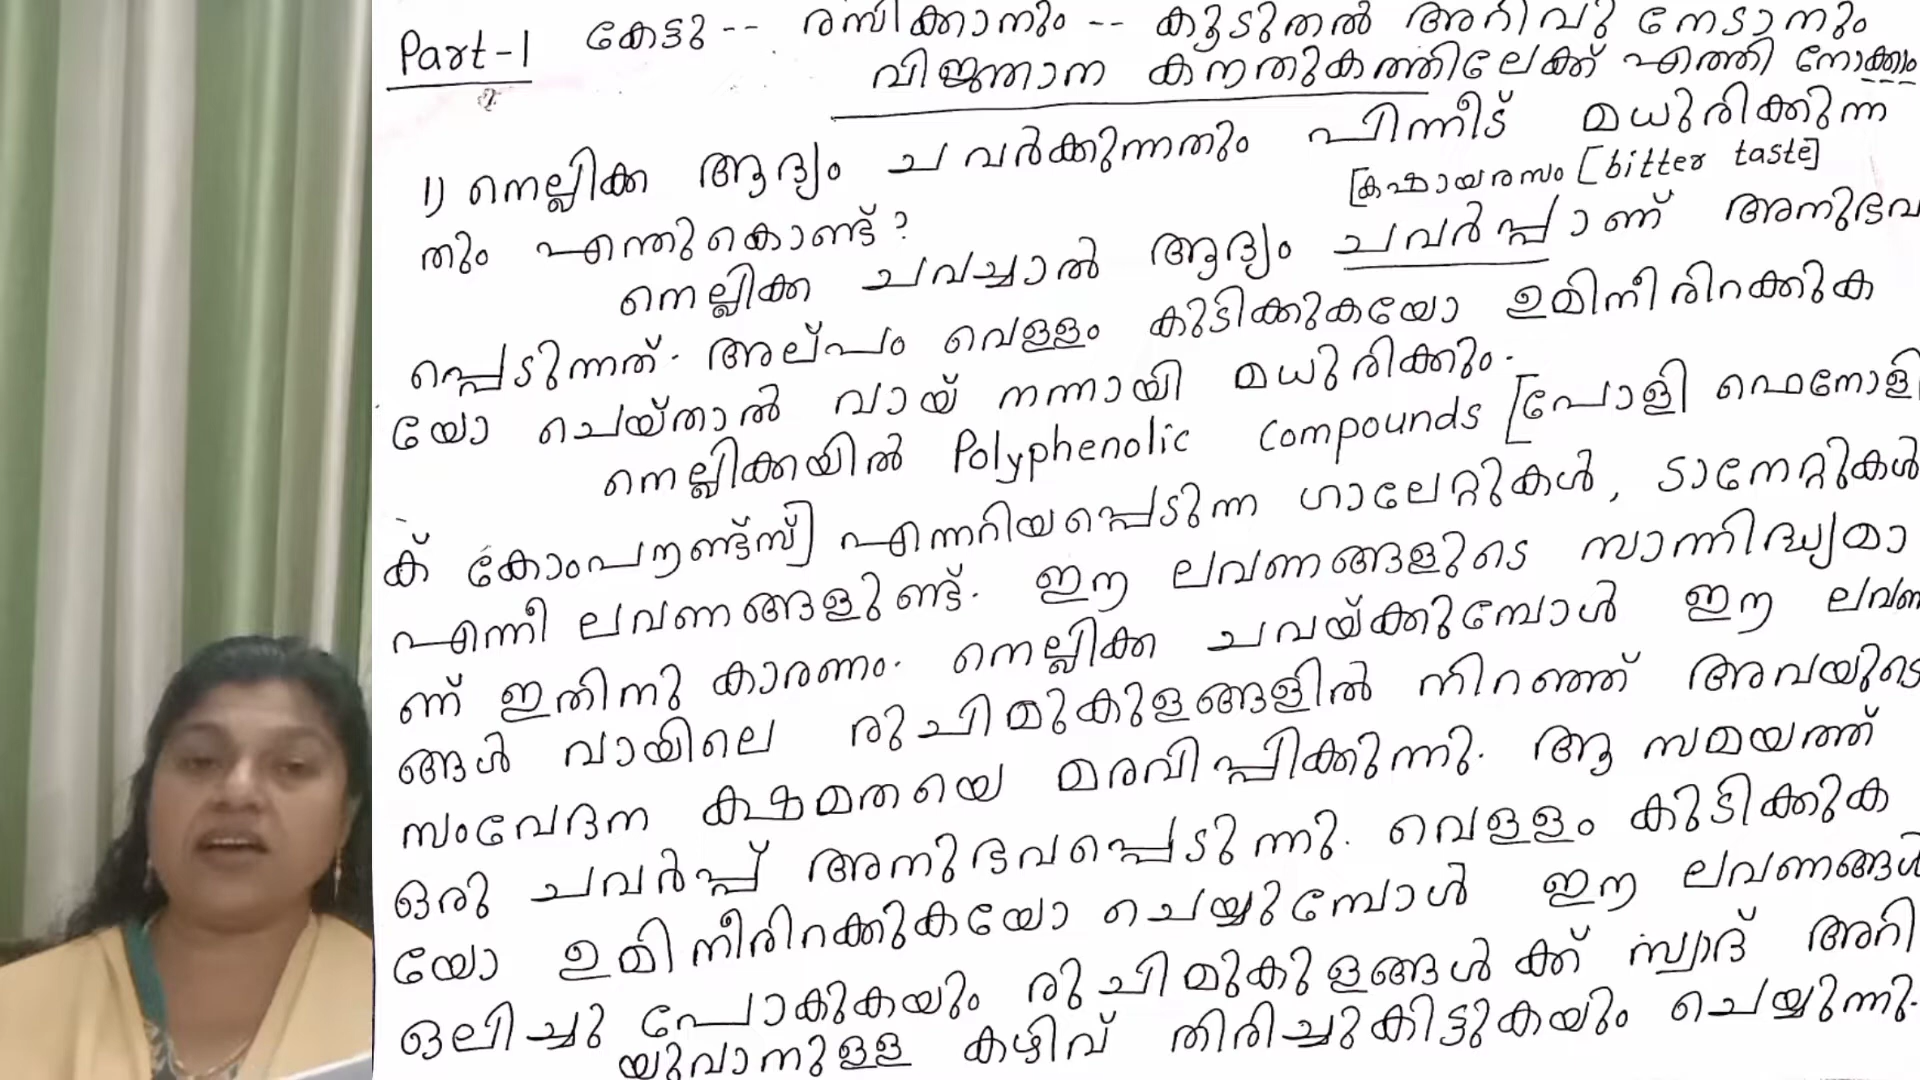 Part-1 കേട്ടു -- രസിക്കാനും -- കൂടുതൽ അറിവു നേടാനും
വിജ്ഞാന കൗതുകത്തിലേക്ക് എത്തി നോക്കാം
1) നെല്ലിക്ക ആദ്യം ചവർക്കുന്നതും പിന്നീട് മധുരിക്കുന്ന
തും എന്തുകൊണ്ട്? [കഷായരസം [bitter taste]
നെല്ലിക്ക ചവച്ചാൽ ആദ്യം ചവർപ്പാണ് അനുഭവ
പ്പെടുന്നത്. അല്പം വെള്ളം കുടിക്കുകയോ ഉമിനീരിറക്കുക
യോ ചെയ്താൽ വായ് നന്നായി മധുരിക്കും.
നെല്ലിക്കയിൽ Polyphenolic Compounds [പോളി ഫെനോളി
ക് കോംപൗണ്ട്സ്] എന്നറിയപ്പെടുന്ന ഗാലേറ്റുകൾ, ടാനേറ്റുകൾ
എന്നീ ലവണങ്ങളുണ്ട്. ഈ ലവണങ്ങളുടെ സാന്നിദ്ധ്യമാ
ണ് ഇതിനു കാരണം. നെല്ലിക്ക ചവയ്ക്കുമ്പോൾ ഈ ലവണ
ങ്ങൾ വായിലെ രുചിമുകുളങ്ങളിൽ നിറഞ്ഞ് അവയുടെ
സംവേദന ക്ഷമതയെ മരവിപ്പിക്കുന്നു. ആ സമയത്ത്
ഒരു ചവർപ്പ് അനുഭവപ്പെടുന്നു. വെള്ളം കുടിക്കുക
യോ ഉമിനീരിറക്കുകയോ ചെയ്യുമ്പോൾ ഈ ലവണങ്ങൾ
ഒലിച്ചു പോകുകയും രുചിമുകുളങ്ങൾ ക്ക് സ്വാദ് അറി
യുവാനുള്ള കഴിവ് തിരിച്ചുകിട്ടുകയും ചെയ്യുന്നു.